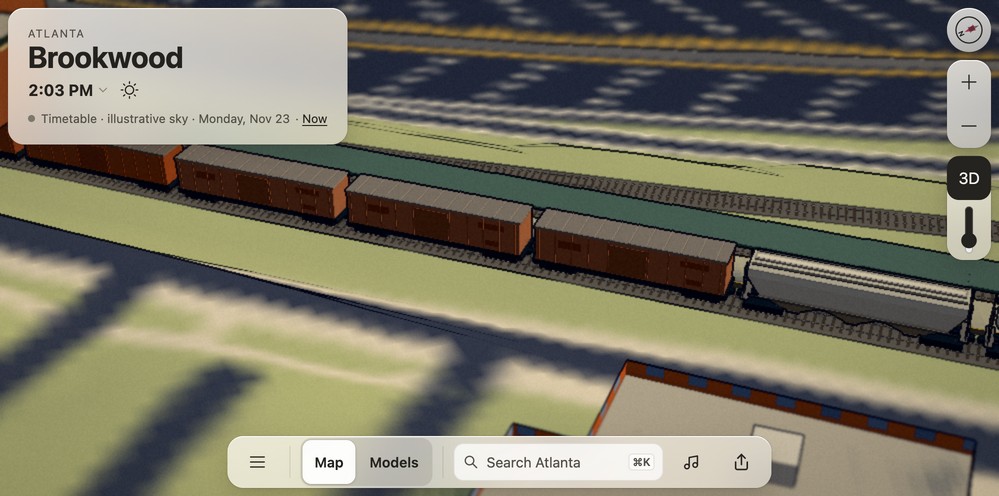 ATLANTA
Brookwood
2:03 PM
Timetable · illustrative sky · Monday, Nov 23 · Now
N
3D
Map Models Search Atlanta ⌘K